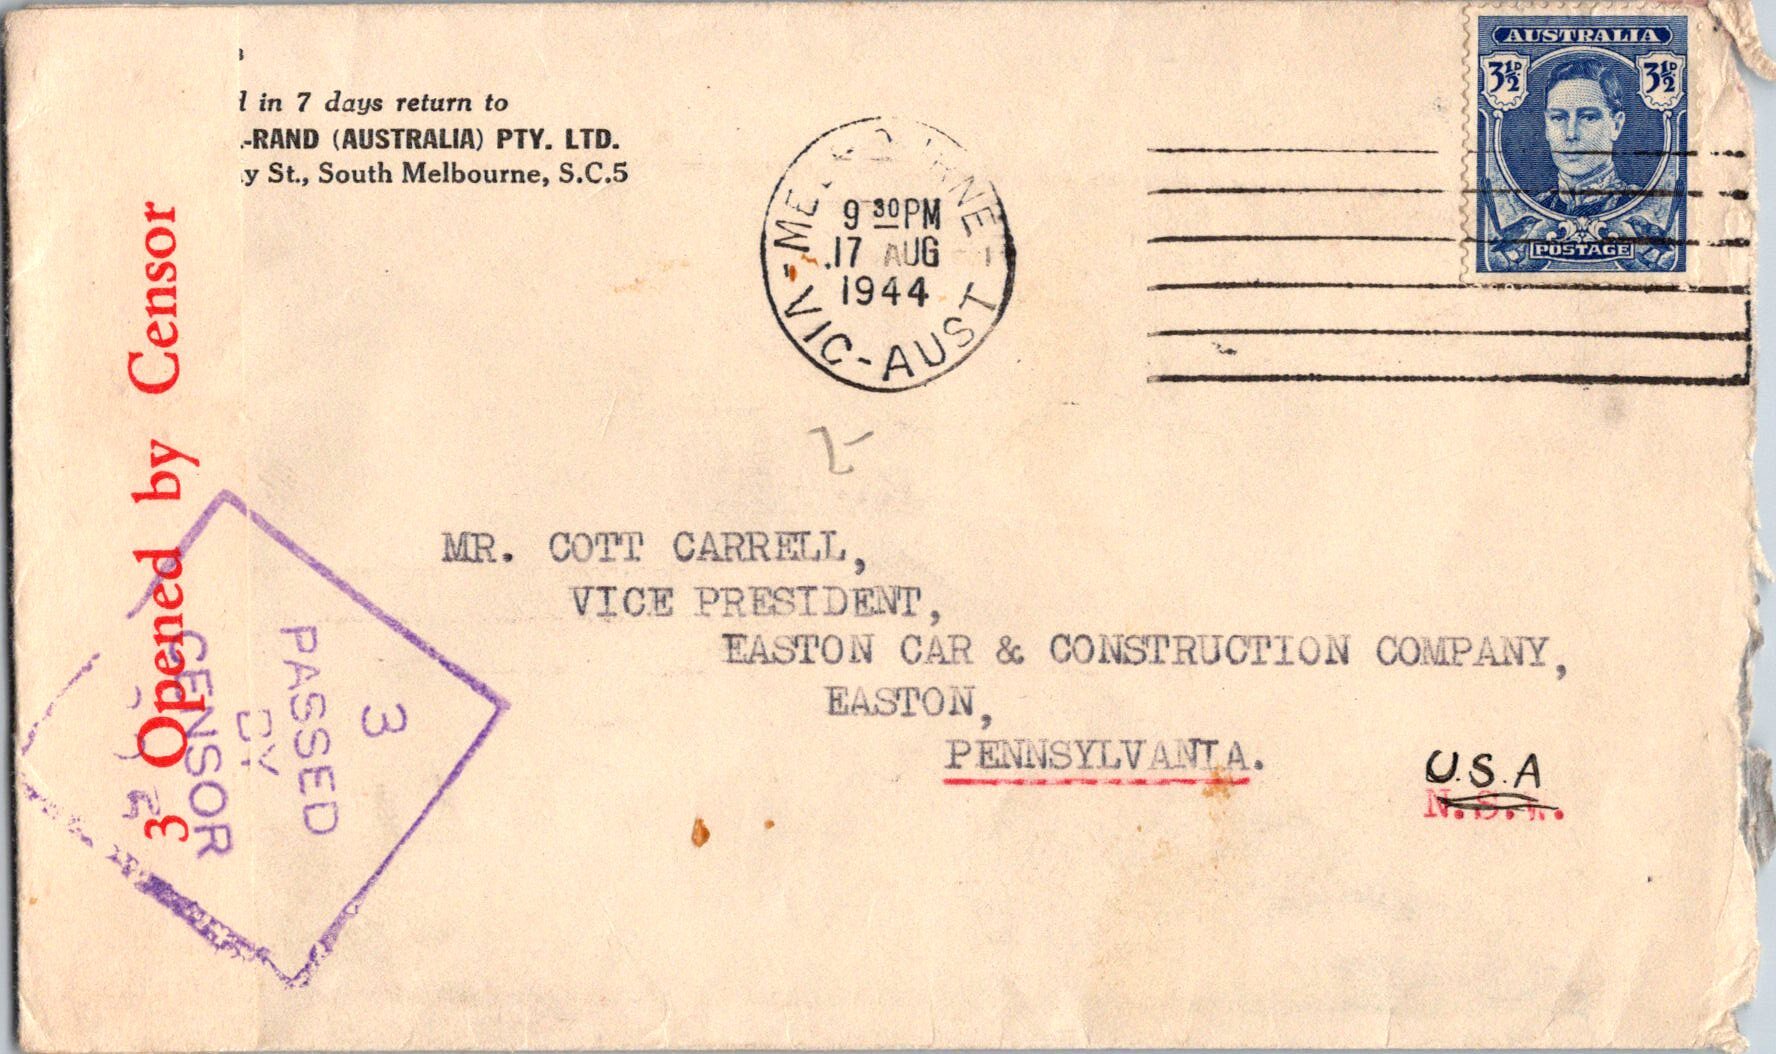 l in 7 days return to
-RAND (AUSTRALIA) PTY. LTD.
y St., South Melbourne, S.C.5
MELBOURNE
9 30 PM
17 AUG
1944
VIC-AUST
AUSTRALIA
3½D 3½D
POSTAGE
3 Opened by Censor
3
PASSED
BY
CENSOR
MR. COTT CARRELL,
VICE PRESIDENT,
EASTON CAR & CONSTRUCTION COMPANY,
EASTON,
PENNSYLVANIA.
U.S.A